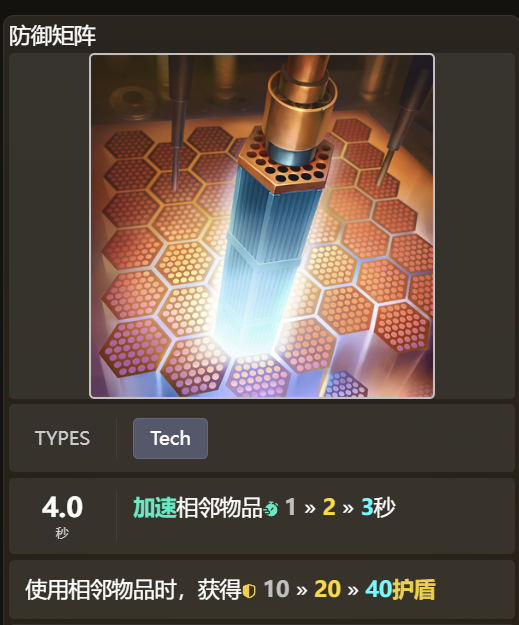 防御矩阵
TYPES Tech
4.0 秒 加速相邻物品 1 » 2 » 3秒
使用相邻物品时，获得 10 » 20 » 40护盾